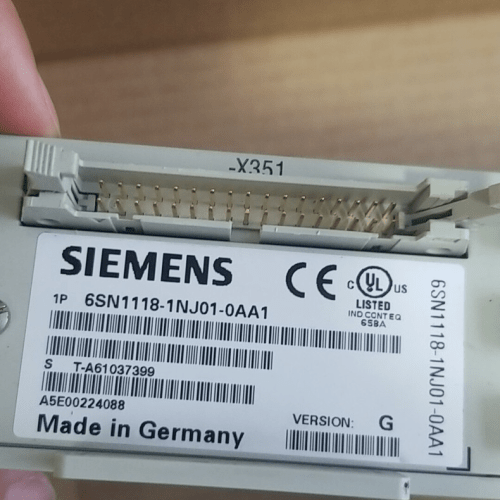 -X351
SIEMENS
CE
C UL US
LISTED
IND CONT EQ
658A
1P 6SN1118-1NJ01-0AA1
S T-A61037399
A5E00224088
VERSION: G
Made in Germany
6SN1118-1NJ01-0AA1